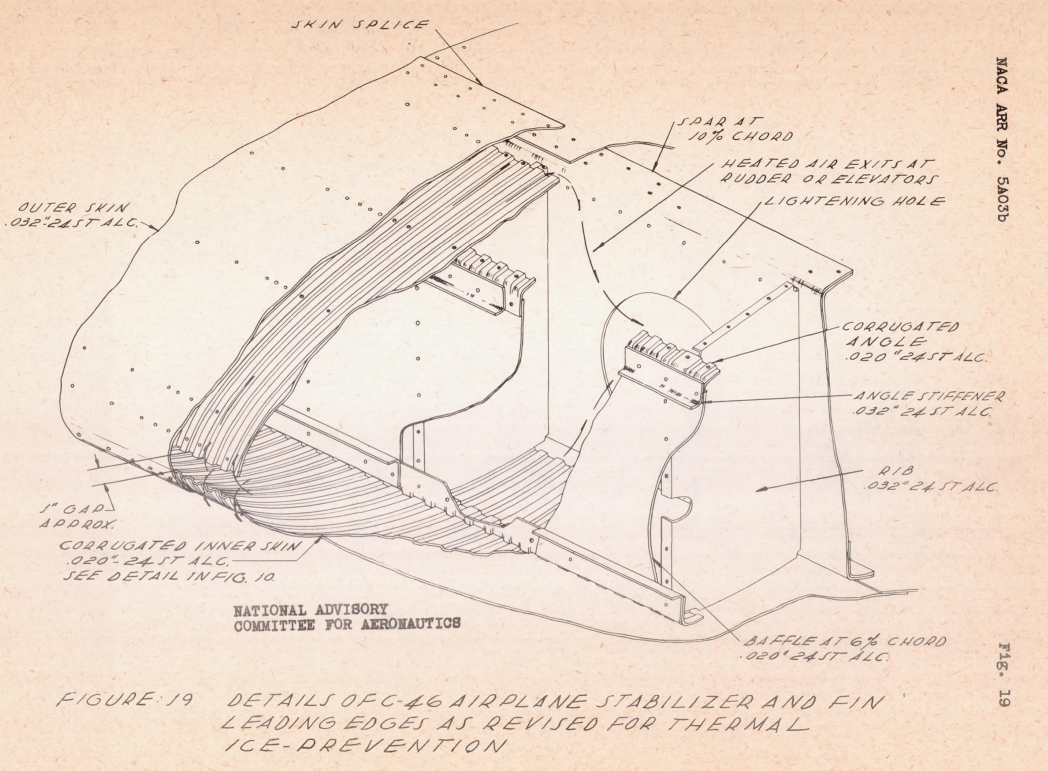 SKIN SPLICE
SPAR AT
10% CHORD
HEATED AIR EXITS AT
RUDDER OR ELEVATORS
LIGHTENING HOLE
OUTER SKIN
.032"-24ST ALC.
CORRUGATED
ANGLE
.020" 24ST ALC.
ANGLE STIFFENER
.032" 24 ST ALC.
RIB
.032" 24 ST ALC.
1" GAP
APPROX.
CORRUGATED INNER SKIN
.020"-24 ST ALC.
SEE DETAIL IN FIG. 10.
BAFFLE AT 6% CHORD
.020" 24 ST ALC.
NATIONAL ADVISORY
COMMITTEE FOR AERONAUTICS
FIGURE: 19 DETAILS OF C-46 AIRPLANE STABILIZER AND FIN
LEADING EDGES AS REVISED FOR THERMAL
ICE-PREVENTION
NACA ARR No. 5A03b
Fig. 19